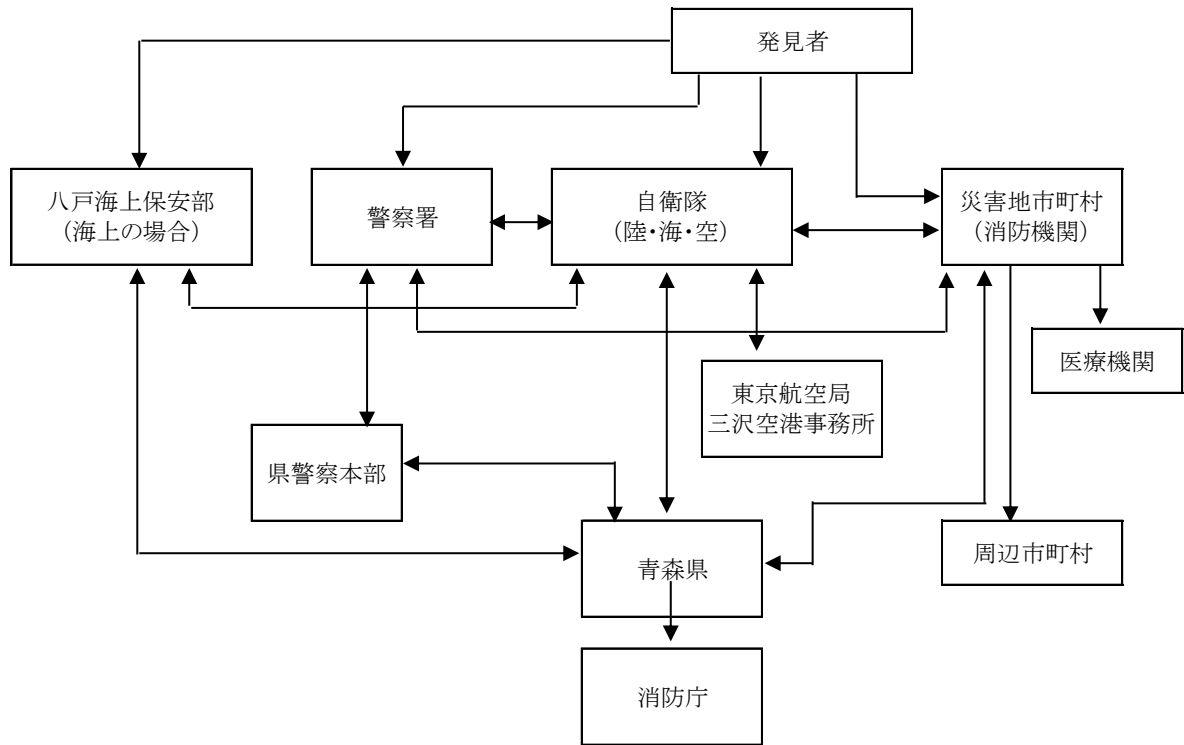 発見者
八戸海上保安部
（海上の場合）
警察署
自衛隊
（陸・海・空）
災害地市町村
（消防機関）
医療機関
東京航空局
三沢空港事務所
県警察本部
青森県
周辺市町村
消防庁